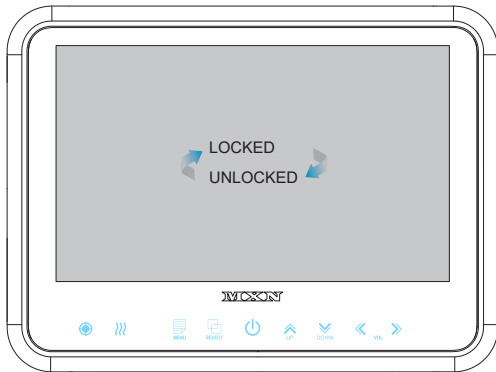 LOCKED
UNLOCKED
MXN
MENU SELECT UP DOWN VOL